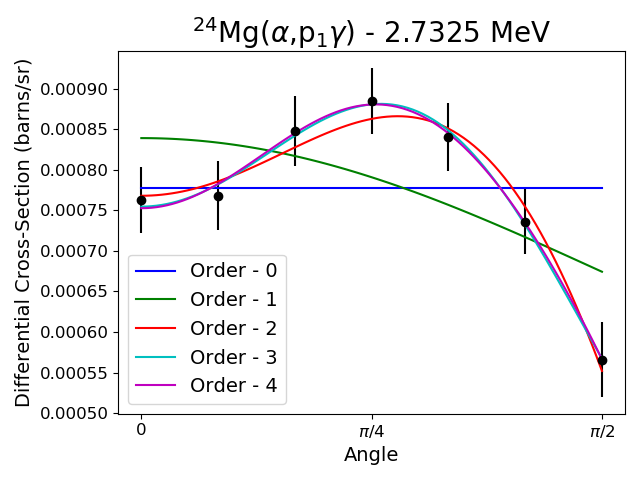 ²⁴Mg(α,p₁γ) - 2.7325 MeV
Differential Cross-Section (barns/sr)
0.00090
0.00085
0.00080
0.00075
0.00070
0.00065
0.00060
0.00055
0.00050
Order - 0
Order - 1
Order - 2
Order - 3
Order - 4
0 π/4 π/2
Angle